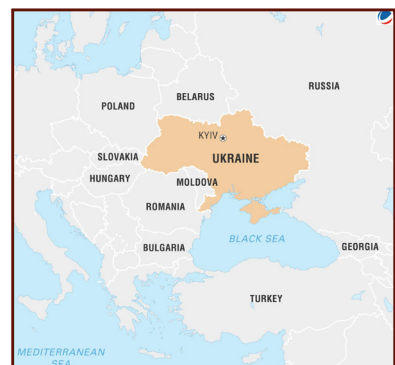 RUSSIA
BELARUS
POLAND
KYIV
UKRAINE
SLOVAKIA
HUNGARY
MOLDOVA
ROMANIA
BLACK SEA
BULGARIA
GEORGIA
TURKEY
MEDITERRANEAN
SEA